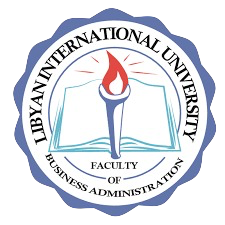 LIBYAN INTERNATIONAL UNIVERSITY
FACULTY
OF
BUSINESS ADMINISTRATION